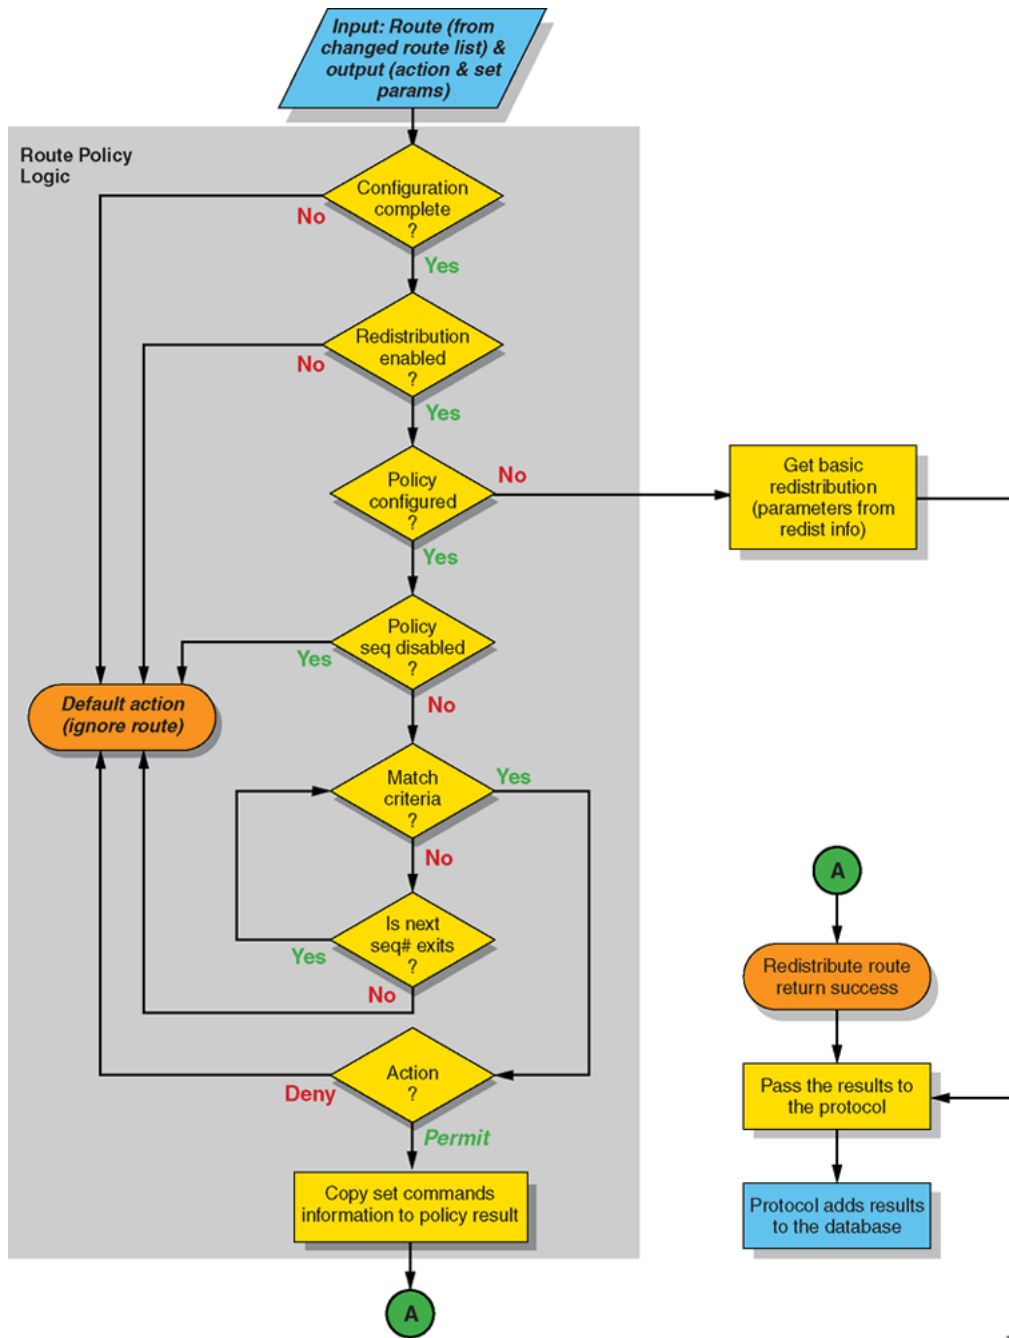 Input: Route (from
changed route list) &
output (action & set
params)
Route Policy
Logic
Configuration
complete
?
No
Yes
Redistribution
enabled
?
No
Yes
Policy
configured
?
No
Yes
Get basic
redistribution
(parameters from
redist info)
Policy
seq disabled
?
Yes
No
Default action
(ignore route)
Match
criteria
?
Yes
No
Is next
seq# exits
?
Yes
No
Action
?
Deny
Permit
Copy set commands
information to policy result
A
A
Redistribute route
return success
Pass the results to
the protocol
Protocol adds results
to the database